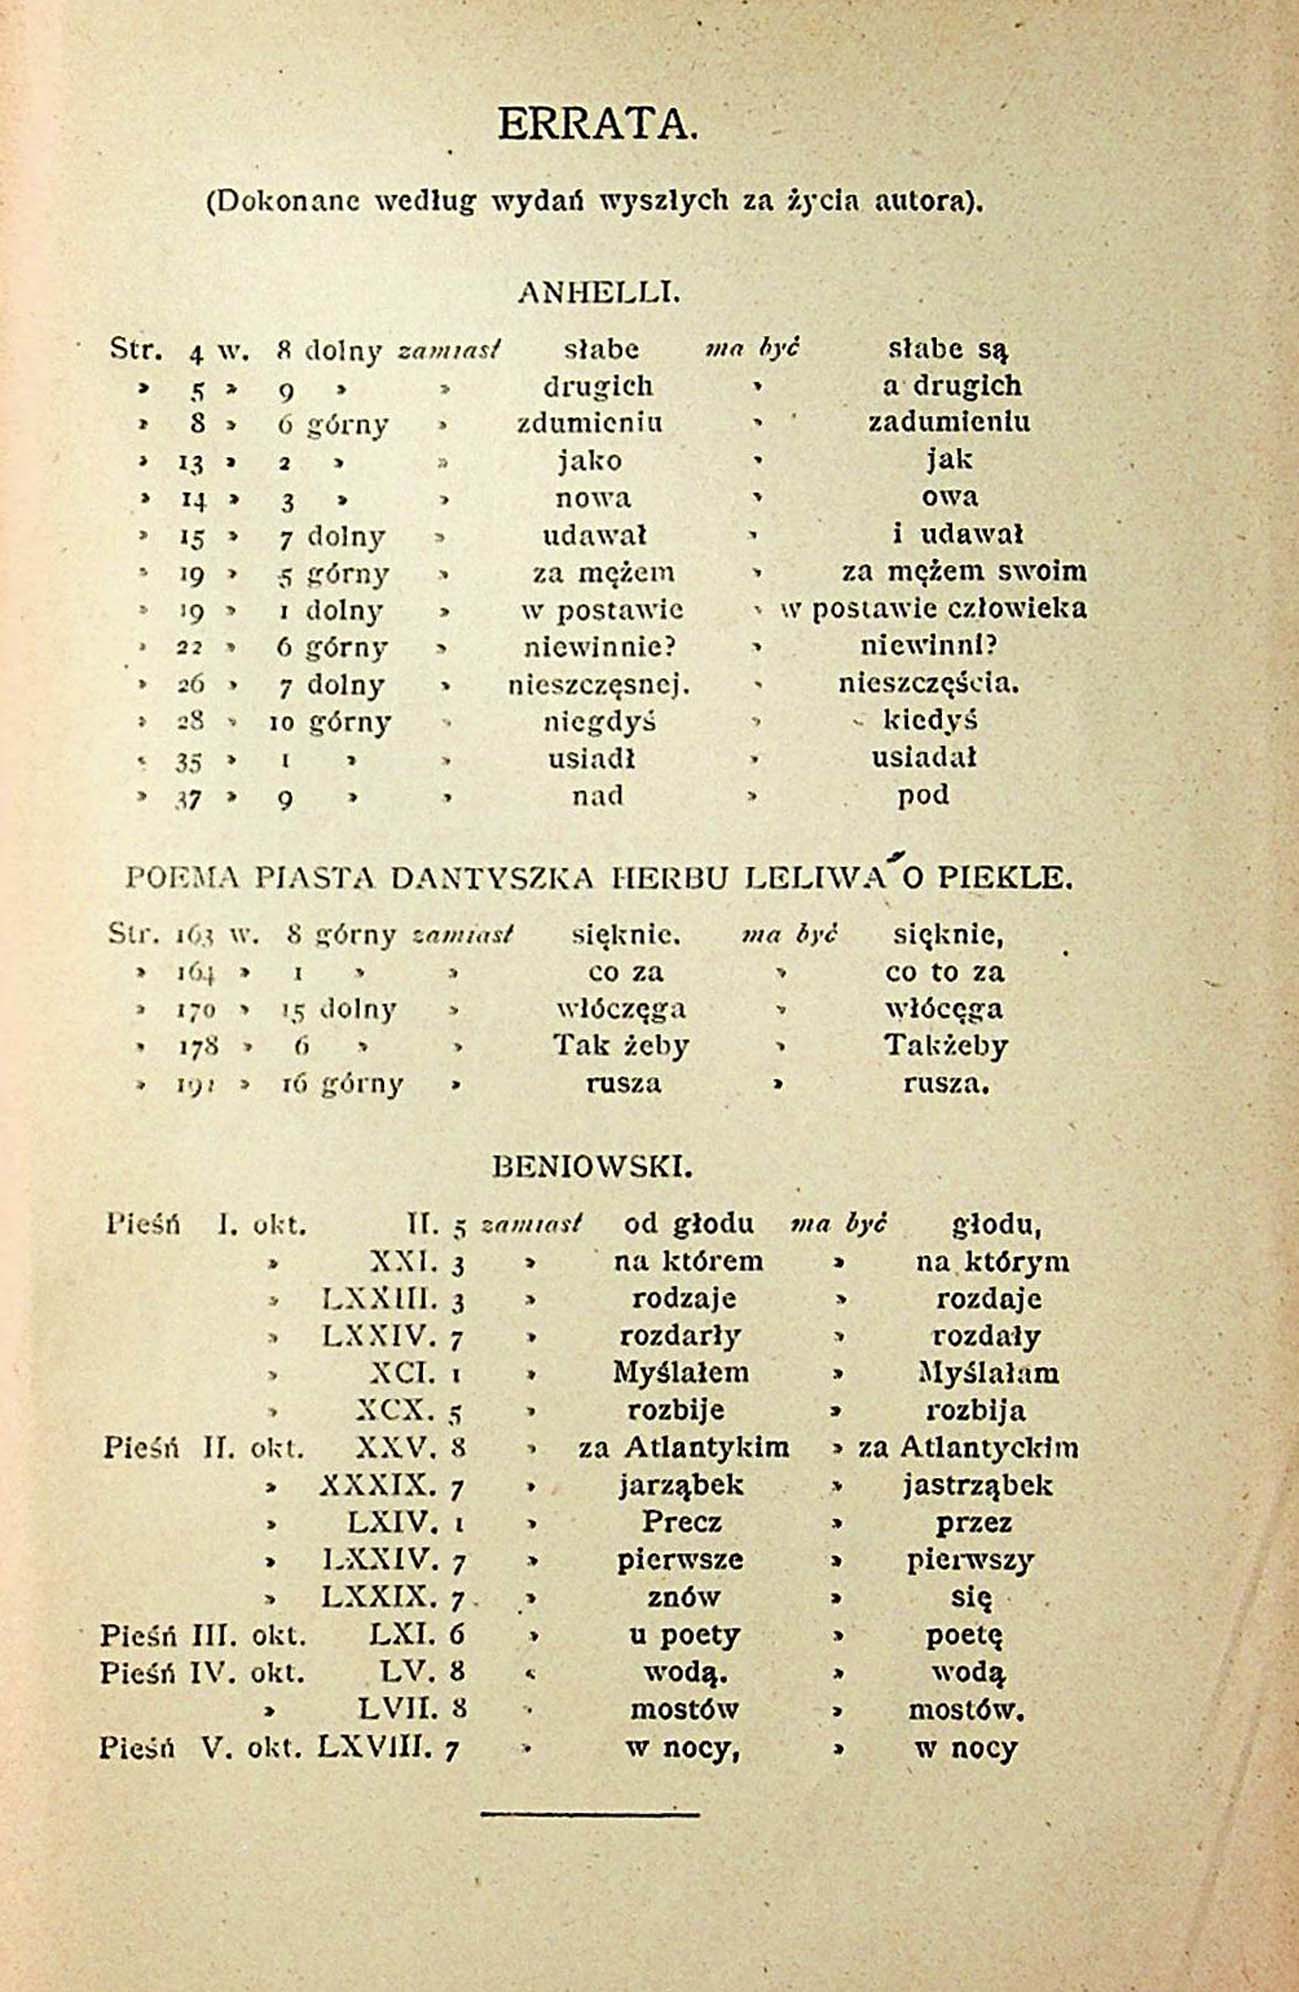 ERRATA.
(Dokonane według wydań wyszłych za życia autora).
ANHELLI.
Str. 4 w. 8 dolny zamiast słabe ma być słabe są
» 5 » 9 » » drugich » a drugich
» 8 » 6 górny » zdumieniu » zadumieniu
» 13 » 2 » » jako » jak
» 14 » 3 » » nowa » owa
» 15 » 7 dolny » udawał » i udawał
» 19 » 5 górny » za mężem » za mężem swoim
» 19 » 1 dolny » w postawie » w postawie człowieka
» 22 » 6 górny » niewinnie? » niewinni?
» 26 » 7 dolny » nieszczęsnej. » nieszczęścia.
» 28 » 10 górny » niegdyś » kiedyś
« 35 » 1 » » usiadł » usiadał
» 37 » 9 » » nad » pod
POEMA PIASTA DANTYSZKA HERBU LELIWA O PIEKLE.
Str. 163 w. 8 górny zamiast sięknie. ma być sięknie,
» 164 » 1 » » co za » co to za
» 170 » 15 dolny » włóczęga » włócęga
» 178 » 6 » » Tak żeby » Takżeby
» 191 » 16 górny » rusza » rusza.
BENIOWSKI.
Pieśń I. okt. II. 5 zamiast od głodu ma być głodu,
» XXI. 3 » na którem » na którym
» LXXIII. 3 » rodzaje » rozdaje
» LXXIV. 7 » rozdarły » rozdały
» XCI. 1 » Myślałem » Myślałam
» XCX. 5 » rozbije » rozbija
Pieśń II. okt. XXV. 8 » za Atlantykim » za Atlantyckim
» XXXIX. 7 » jarząbek » jastrząbek
» LXIV. 1 » Precz » przez
» LXXIV. 7 » pierwsze » pierwszy
» LXXIX. 7 » znów » się
Pieśń III. okt. LXI. 6 » u poety » poetę
Pieśń IV. okt. LV. 8 « wodą. » wodą
» LVII. 8 » mostów » mostów.
Pieśń V. okt. LXVIII. 7 » w nocy, » w nocy